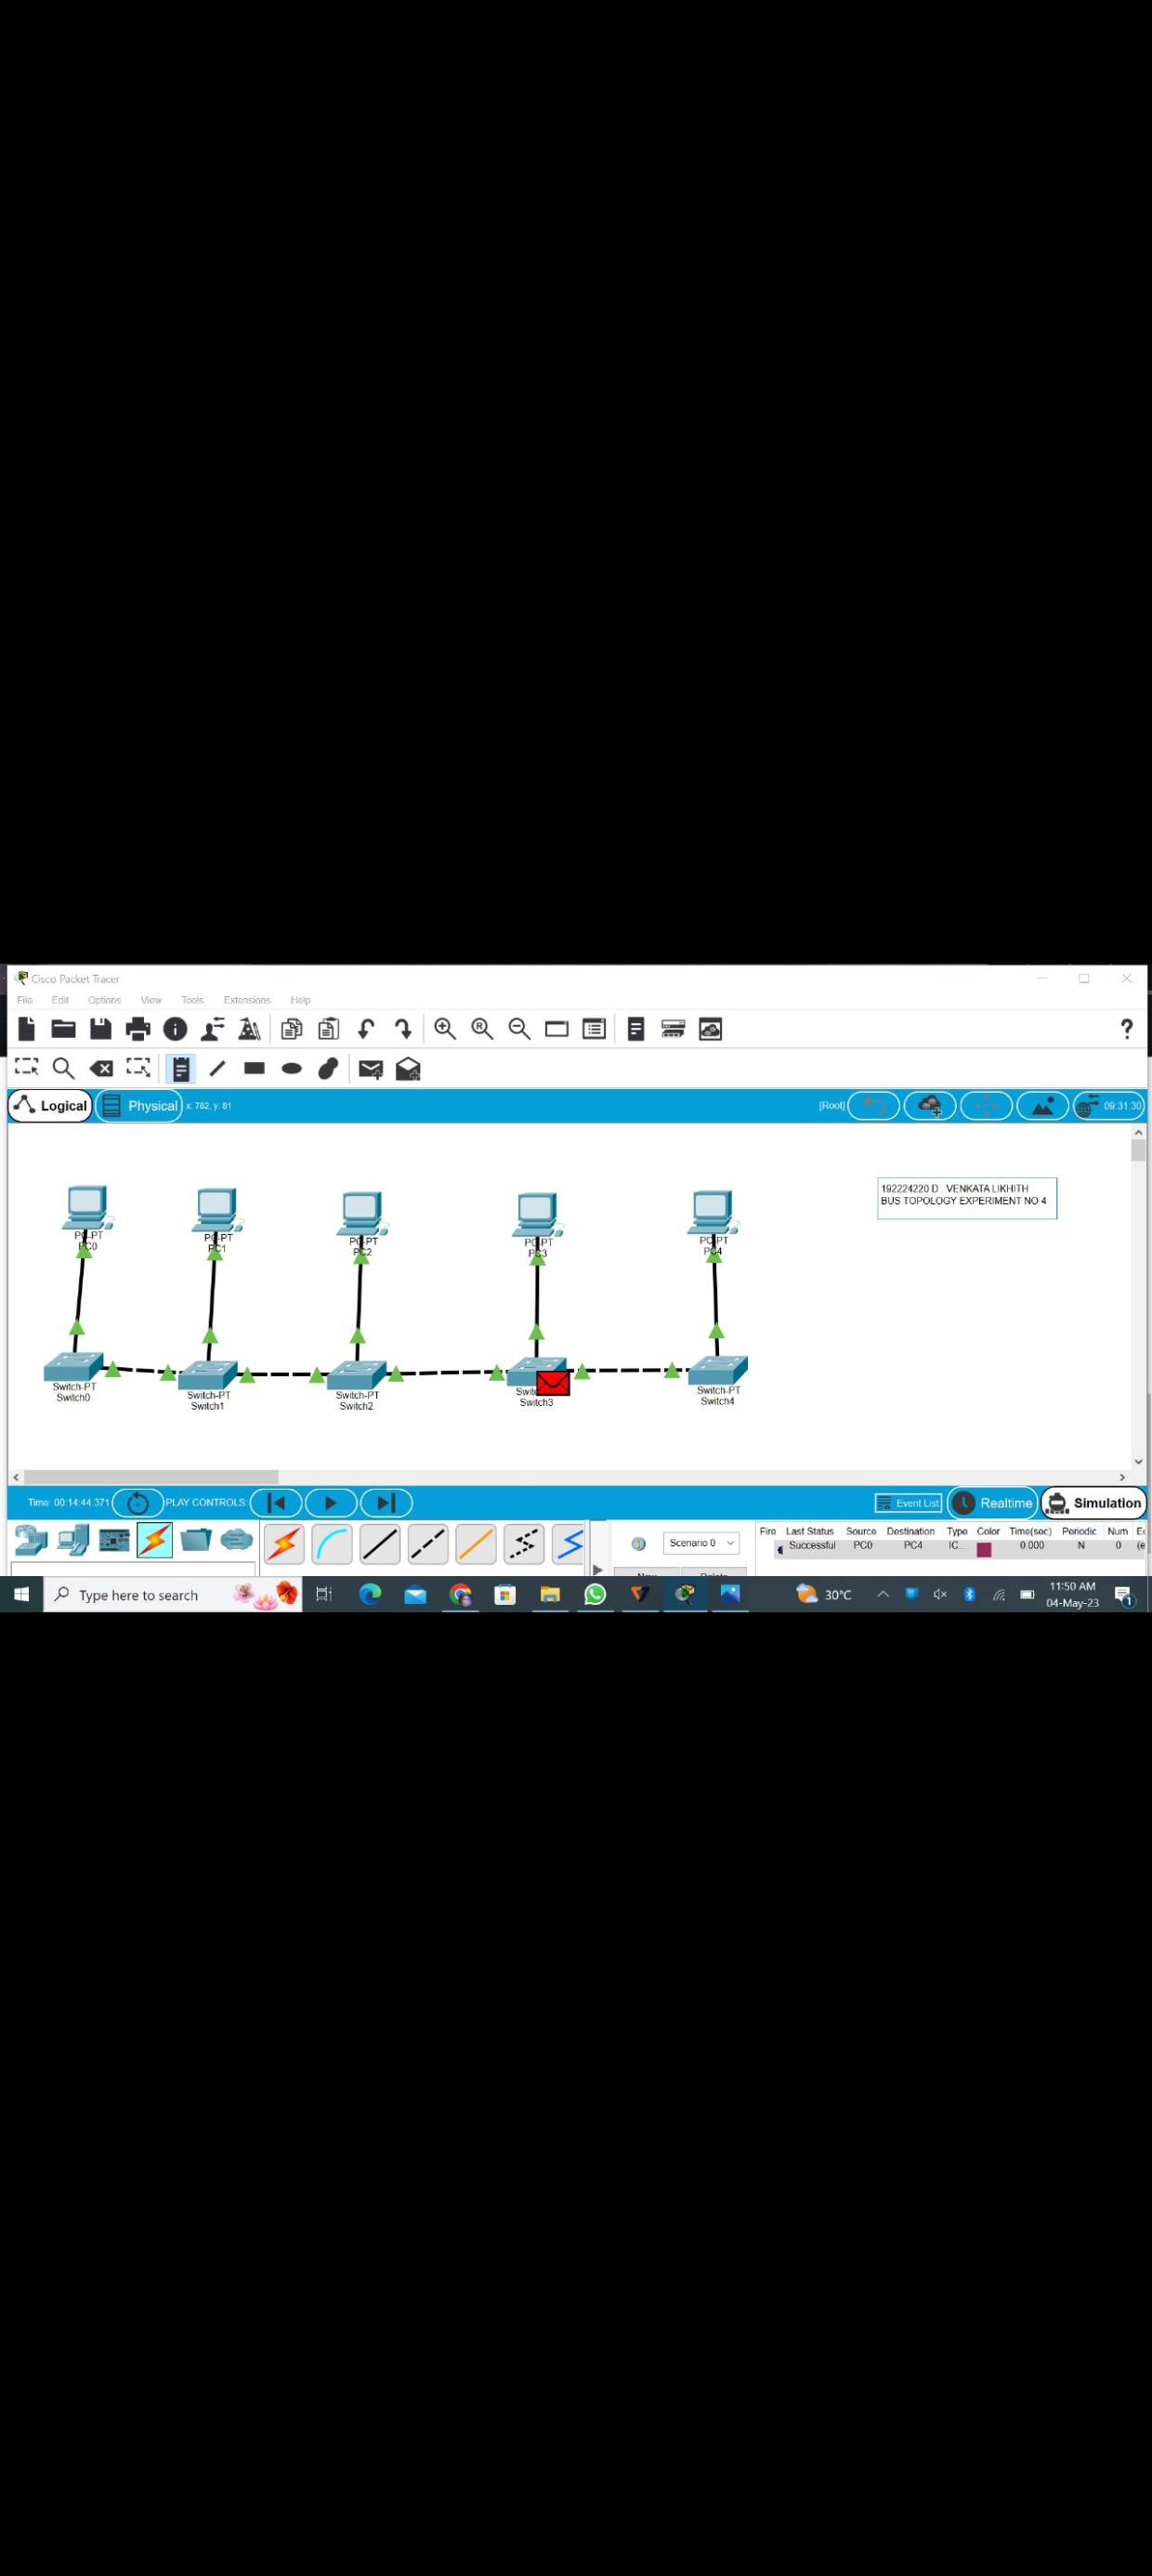 Cisco Packet Tracer
File Edit Options View Tools Extensions Help
Logical Physical x: 762, y: 81 [Root] 09:31:30
192224220 D . VENKATA LIKHITH
BUS TOPOLOGY EXPERIMENT NO 4
PC-PT
PC0
PC-PT
PC1
PC-PT
PC2
PC-PT
PC3
PC-PT
PC4
Switch-PT
Switch0
Switch-PT
Switch1
Switch-PT
Switch2
Switch3
Switch-PT
Switch4
Time: 00:14:44.371 PLAY CONTROLS: Event List Realtime Simulation
Scenario 0
Fire Last Status Source Destination Type Color Time(sec) Periodic Num
Successful PC0 PC4 IC... 0.000 N 0
Type here to search 30°C 11:50 AM
04-May-23 1